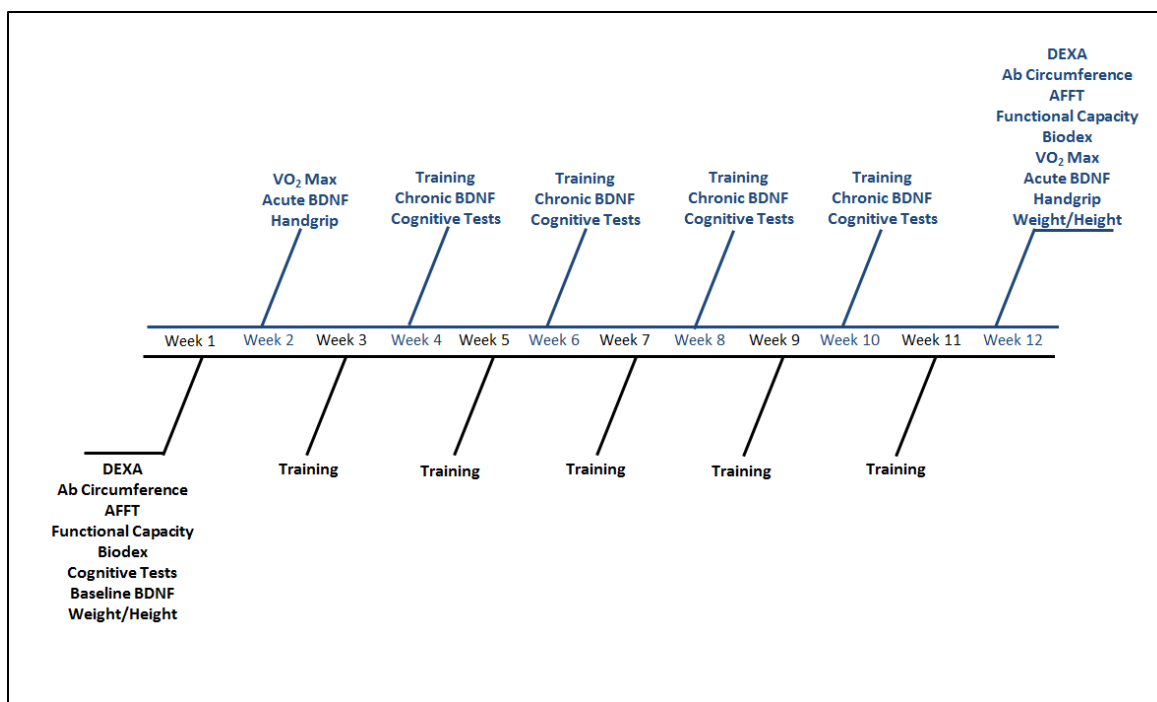 DEXA
Ab Circumference
AFFT
Functional Capacity
Biodex
VO₂ Max
Acute BDNF
Handgrip
Weight/Height
VO₂ Max
Acute BDNF
Handgrip
Training
Chronic BDNF
Cognitive Tests
Training
Chronic BDNF
Cognitive Tests
Training
Chronic BDNF
Cognitive Tests
Training
Chronic BDNF
Cognitive Tests
Week 1 Week 2 Week 3 Week 4 Week 5 Week 6 Week 7 Week 8 Week 9 Week 10 Week 11 Week 12
DEXA
Ab Circumference
AFFT
Functional Capacity
Biodex
Cognitive Tests
Baseline BDNF
Weight/Height
Training
Training
Training
Training
Training